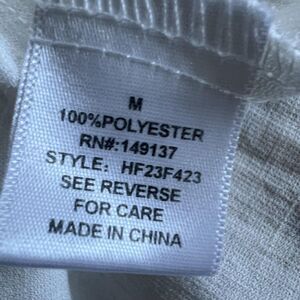 M
100%POLYESTER
RN#:149137
STYLE: HF23F423
SEE REVERSE
FOR CARE
MADE IN CHINA